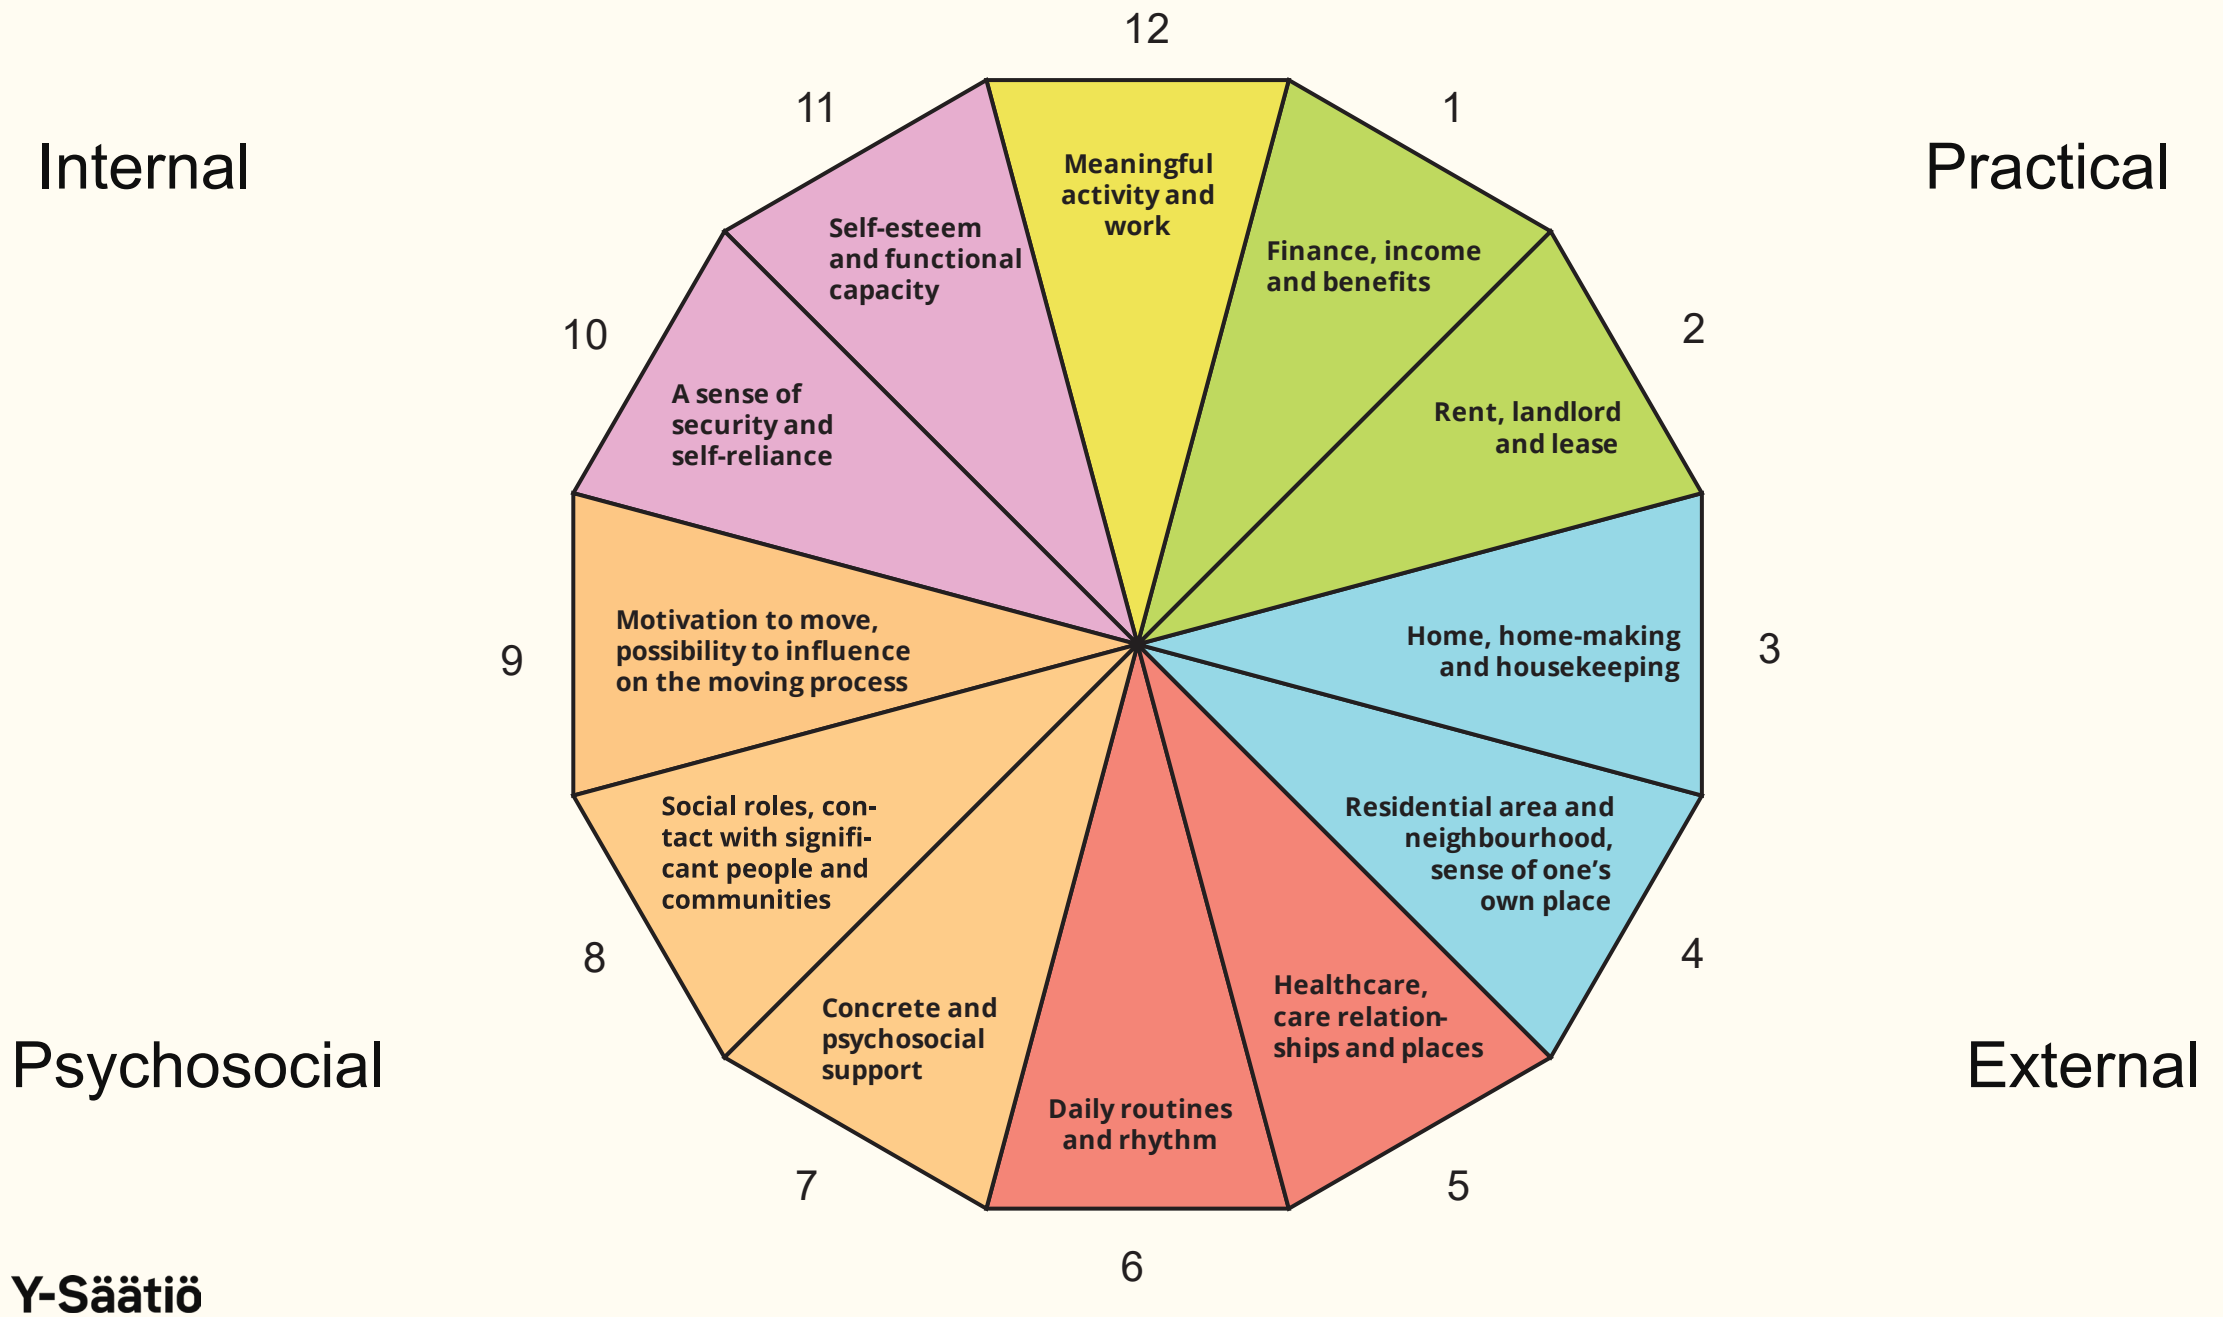 12
11
1
Internal
Practical
Meaningful
activity and
work
Self-esteem
and functional
capacity
Finance, income
and benefits
10
2
A sense of
security and
self-reliance
Rent, landlord
and lease
9
Motivation to move,
possibility to influence
on the moving process
Home, home-making
and housekeeping
3
Social roles, con-
tact with signifi-
cant people and
communities
Residential area and
neighbourhood,
sense of one’s
own place
8
4
Concrete and
psychosocial
support
Healthcare,
care relation-
ships and places
Psychosocial
External
Daily routines
and rhythm
7
5
6
Y-Säätiö